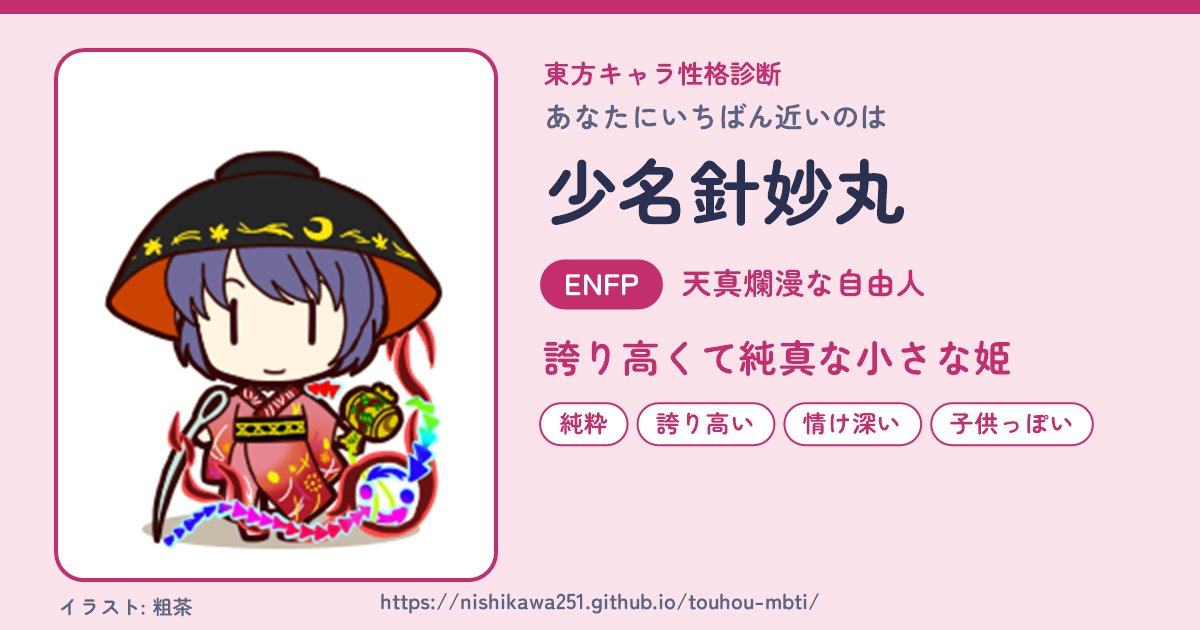 東方キャラ性格診断
あなたにいちばん近いのは
少名針妙丸
ENFP 天真爛漫な自由人
誇り高くて純真な小さな姫
純粋 誇り高い 情け深い 子供っぽい
イラスト: 粗茶
https://nishikawa251.github.io/touhou-mbti/